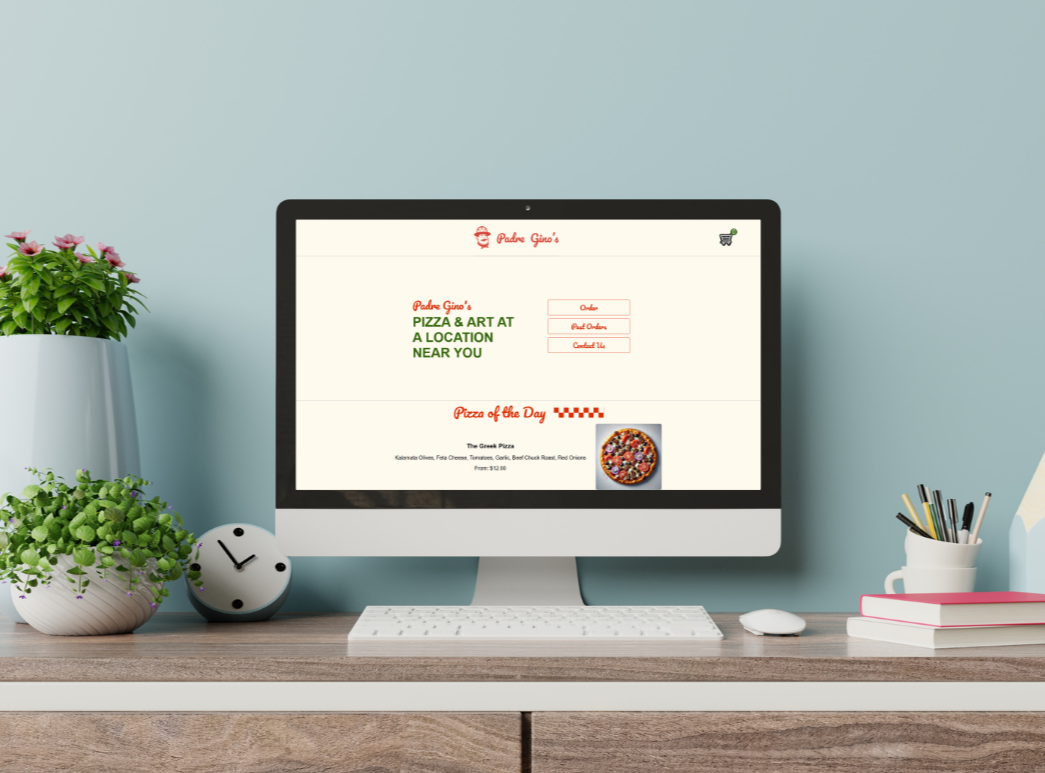 Padre Gino's
Padre Gino's
PIZZA & ART AT
A LOCATION
NEAR YOU
Order
Past Orders
Contact Us
Pizza of the Day
The Greek Pizza
Kalamata Olives, Feta Cheese, Tomatoes, Garlic, Beef Chuck Roast, Red Onions
From: $12.00